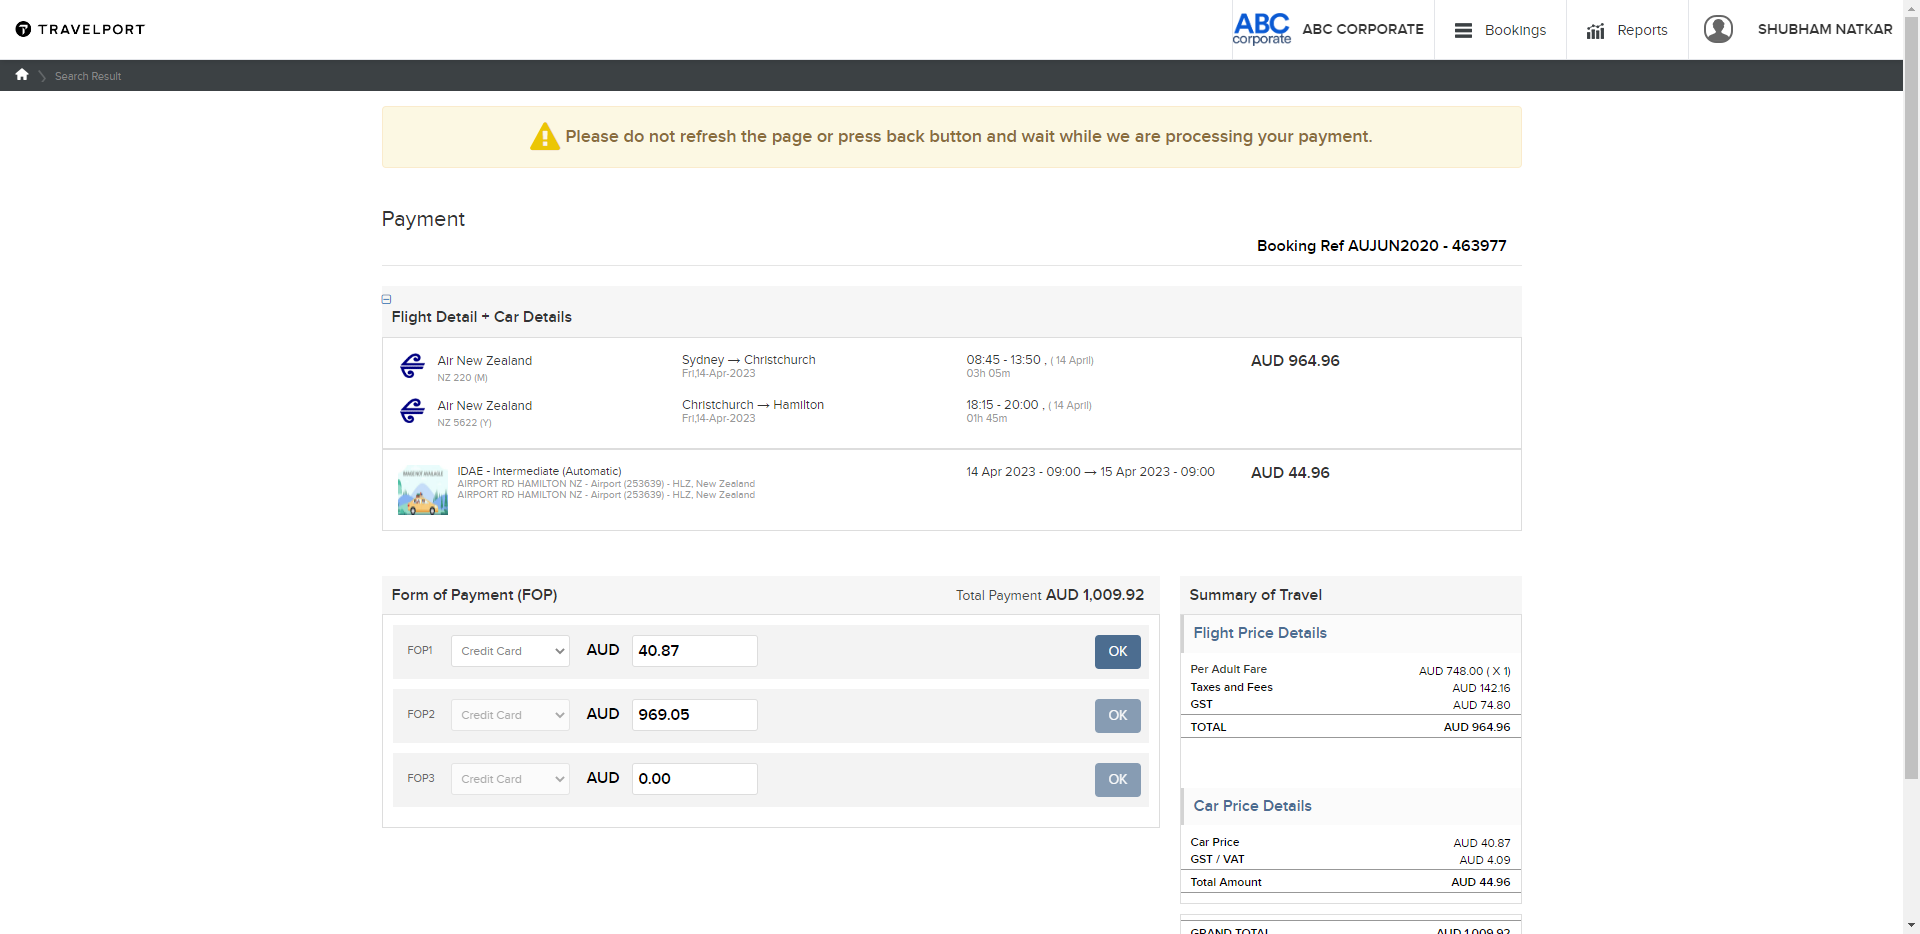 TRAVELPORT
ABC corporate ABC CORPORATE Bookings Reports SHUBHAM NATKAR
Search Result
Please do not refresh the page or press back button and wait while we are processing your payment.
Payment
Booking Ref AUJUN2020 - 463977
Flight Detail + Car Details
Air New Zealand Sydney → Christchurch 08:45 - 13:50 , ( 14 April) AUD 964.96
NZ 220 (M) Fri,14-Apr-2023 03h 05m
Air New Zealand Christchurch → Hamilton 18:15 - 20:00 , ( 14 April)
NZ 5622 (Y) Fri,14-Apr-2023 01h 45m
IDAE - Intermediate (Automatic) 14 Apr 2023 - 09:00 → 15 Apr 2023 - 09:00 AUD 44.96
AIRPORT RD HAMILTON NZ - Airport (253639) - HLZ, New Zealand
AIRPORT RD HAMILTON NZ - Airport (253639) - HLZ, New Zealand
Form of Payment (FOP) Total Payment AUD 1,009.92
FOP1 Credit Card AUD 40.87 OK
FOP2 Credit Card AUD 969.05 OK
FOP3 Credit Card AUD 0.00 OK
Summary of Travel
Flight Price Details
Per Adult Fare AUD 748.00 ( X 1)
Taxes and Fees AUD 142.16
GST AUD 74.80
TOTAL AUD 964.96
Car Price Details
Car Price AUD 40.87
GST / VAT AUD 4.09
Total Amount AUD 44.96
GRAND TOTAL AUD 1,009.92